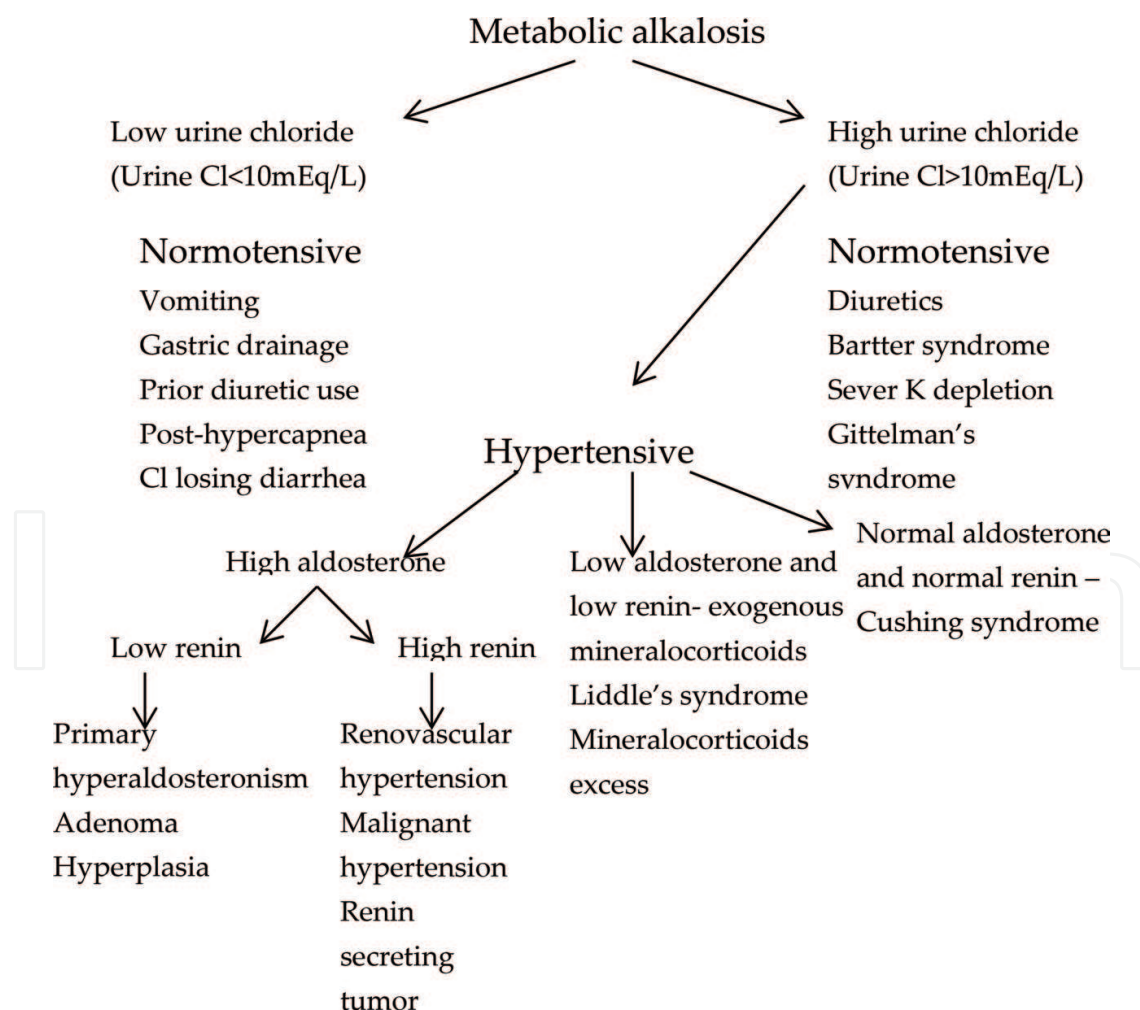 Metabolic alkalosis
Low urine chloride
(Urine Cl<10mEq/L)
High urine chloride
(Urine Cl>10mEq/L)
Normotensive
Vomiting
Gastric drainage
Prior diuretic use
Post-hypercapnea
Cl losing diarrhea
Normotensive
Diuretics
Bartter syndrome
Sever K depletion
Gittelman's
syndrome
Hypertensive
High aldosterone
Low renin
High renin
Primary
hyperaldosteronism
Adenoma
Hyperplasia
Renovascular
hypertension
Malignant
hypertension
Renin
secreting
tumor
Low aldosterone and
low renin- exogenous
mineralocorticoids
Liddle's syndrome
Mineralocorticoids
excess
Normal aldosterone
and normal renin –
Cushing syndrome